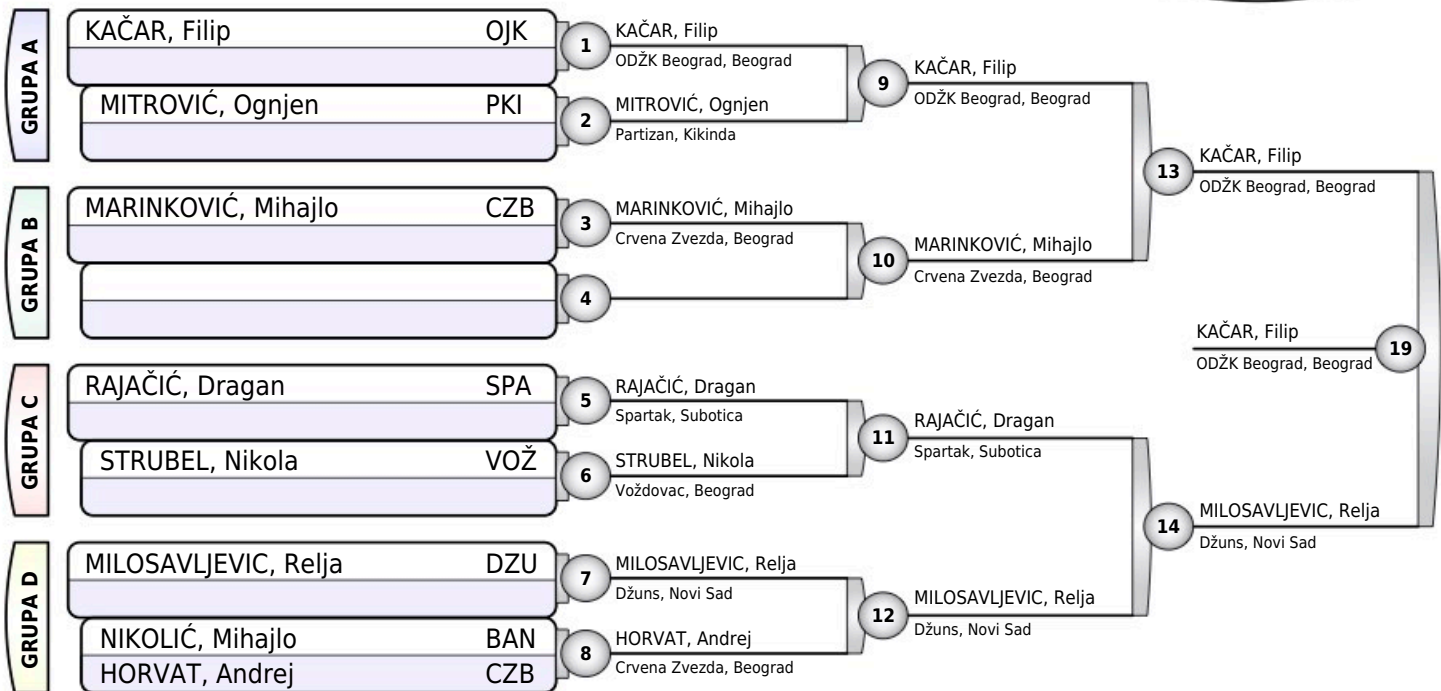 GRUPA A
KAČAR, Filip OJK
MITROVIĆ, Ognjen PKI
GRUPA B
MARINKOVIĆ, Mihajlo CZB
GRUPA C
RAJAČIĆ, Dragan SPA
STRUBEL, Nikola VOŽ
GRUPA D
MILOSAVLJEVIC, Relja DZU
NIKOLIĆ, Mihajlo BAN
HORVAT, Andrej CZB
1
KAČAR, Filip
ODŽK Beograd, Beograd
2
MITROVIĆ, Ognjen
Partizan, Kikinda
3
MARINKOVIĆ, Mihajlo
Crvena Zvezda, Beograd
4
5
RAJAČIĆ, Dragan
Spartak, Subotica
6
STRUBEL, Nikola
Voždovac, Beograd
7
MILOSAVLJEVIC, Relja
Džuns, Novi Sad
8
HORVAT, Andrej
Crvena Zvezda, Beograd
9
KAČAR, Filip
ODŽK Beograd, Beograd
10
MARINKOVIĆ, Mihajlo
Crvena Zvezda, Beograd
11
RAJAČIĆ, Dragan
Spartak, Subotica
12
MILOSAVLJEVIC, Relja
Džuns, Novi Sad
13
KAČAR, Filip
ODŽK Beograd, Beograd
14
MILOSAVLJEVIC, Relja
Džuns, Novi Sad
KAČAR, Filip
ODŽK Beograd, Beograd
19